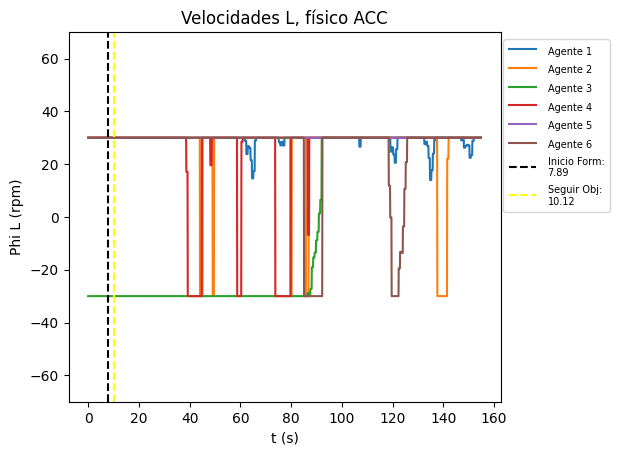 Velocidades L, físico ACC
Phi L (rpm)
60
40
20
0
−20
−40
−60
0 20 40 60 80 100 120 140 160
t (s)
Agente 1
Agente 2
Agente 3
Agente 4
Agente 5
Agente 6
Inicio Form:
7.89
Seguir Obj:
10.12